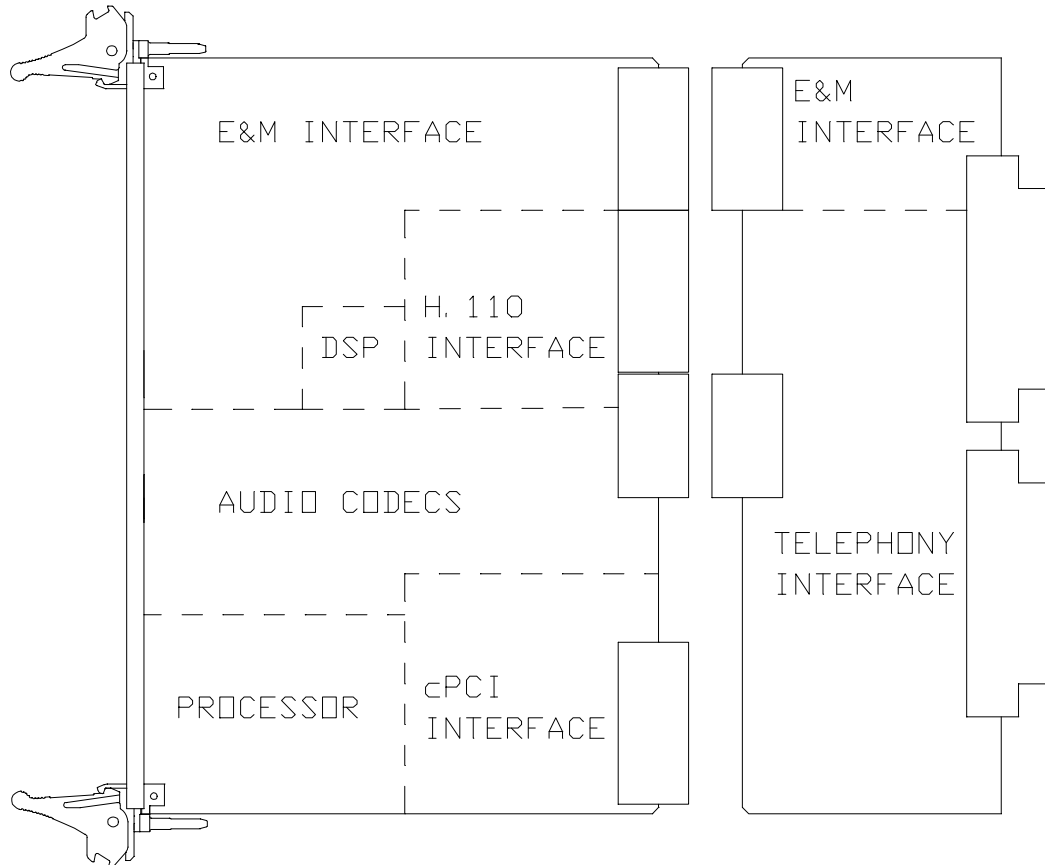 E&M INTERFACE
E&M
INTERFACE
H. 110
INTERFACE
DSP
AUDIO CODECS
TELEPHONY
INTERFACE
PROCESSOR
cPCI
INTERFACE